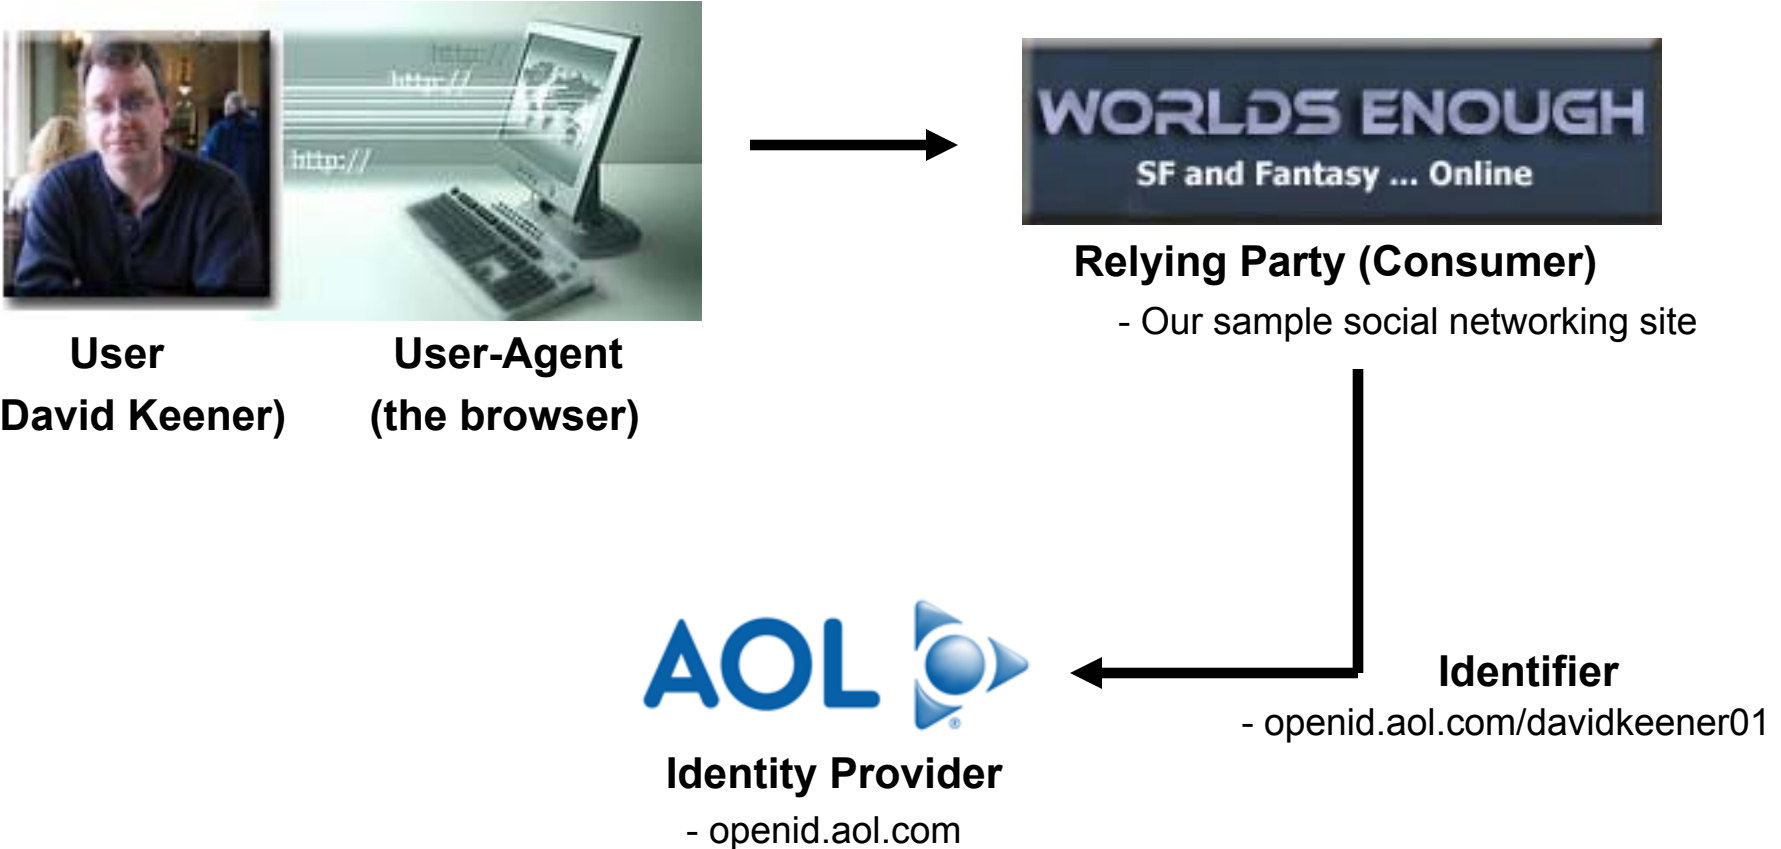 http://
http://
http://
WORLDS ENOUGH
SF and Fantasy ... Online
Relying Party (Consumer)
- Our sample social networking site
User
David Keener)
User-Agent
(the browser)
AOL
®
Identity Provider
- openid.aol.com
Identifier
- openid.aol.com/davidkeener01